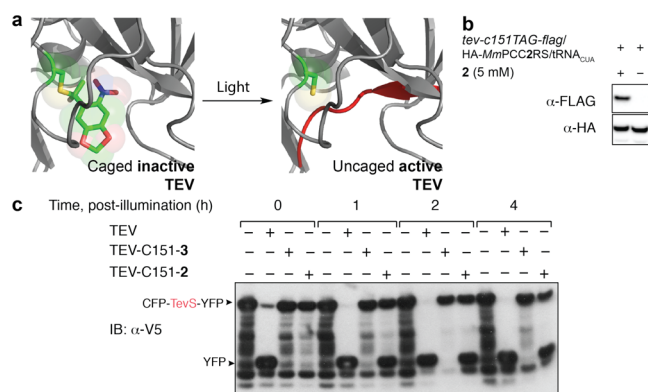 a
Light
Caged inactive
TEV
Uncaged active
TEV
b
tev-c151TAG-flag/
HA-MmPCC2RS/tRNA_CUA + +
2 (5 mM) + –
α-FLAG
α-HA
c
Time, post-illumination (h) 0 1 2 4
TEV – + – – – + – – – + – – – + – –
TEV-C151-3 – – + – – – + – – – + – – – + –
TEV-C151-2 – – – + – – – + – – – + – – – +
CFP-TevS-YFP
IB: α-V5
YFP